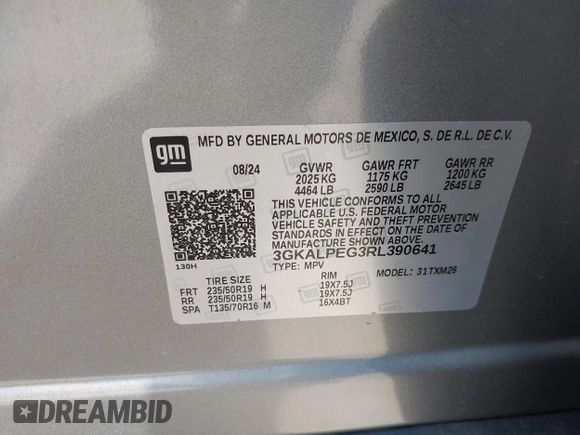 gm
MFD BY GENERAL MOTORS DE MEXICO, S. DE R.L. DE C.V.
08/24 GVWR GAWR FRT GAWR RR
2025 KG 1175 KG 1200 KG
4464 LB 2590 LB 2645 LB
THIS VEHICLE CONFORMS TO ALL
APPLICABLE U.S. FEDERAL MOTOR
VEHICLE SAFETY AND THEFT PREVENTION
STANDARDS IN EFFECT ON THE DATE OF
MANUFACTURE SHOWN ABOVE.
3GKALPEG3RL390641
130H
TYPE: MPV MODEL: 31TXM26
TIRE SIZE RIM
FRT 235/50R19 H 19X7.5J
RR 235/50R19 H 19X7.5J
SPA T135/70R16 M 16X4BT
DREAMBID